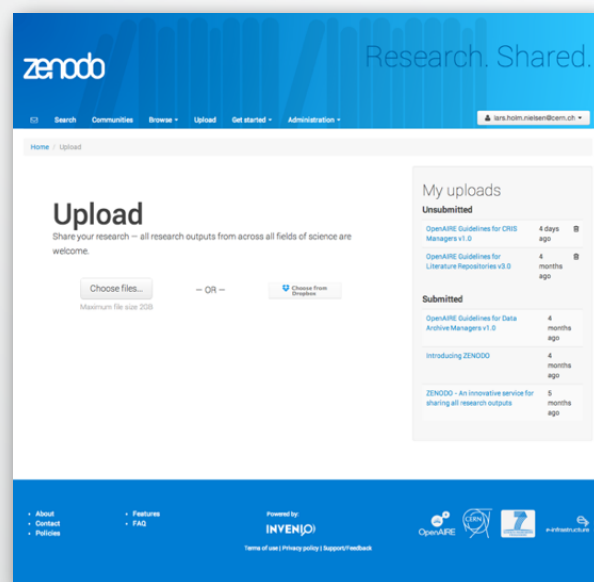 zenodo
Research. Shared.
Search Communities Browse Upload Get started Administration
lars.holm.nielsen@cern.ch
Home / Upload
Upload
Share your research — all research outputs from across all fields of science are
welcome.
Choose files...
— OR —
Choose from
Dropbox
Maximum file size 2GB
My uploads
Unsubmitted
OpenAIRE Guidelines for CRIS
Managers v1.0
4 days
ago
OpenAIRE Guidelines for
Literature Repositories v3.0
4
months
ago
Submitted
OpenAIRE Guidelines for Data
Archive Managers v1.0
4
months
ago
Introducing ZENODO
4
months
ago
ZENODO - An innovative service for
sharing all research outputs
5
months
ago
About
Contact
Policies
Features
FAQ
Powered by:
INVENIO
Terms of use | Privacy policy | Support/Feedback
OpenAIRE
CERN
7
e-infrastructure